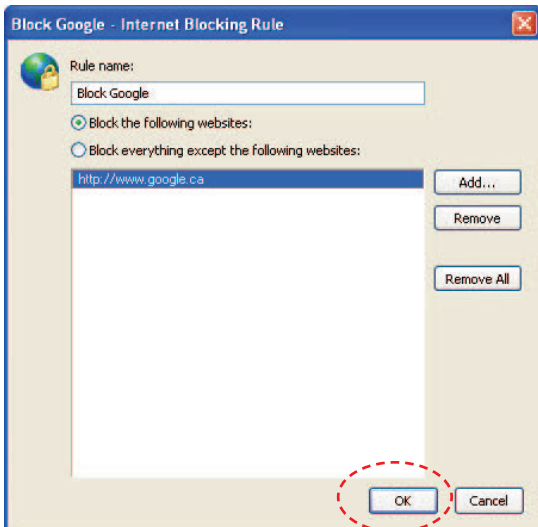 Block Google - Internet Blocking Rule
Rule name:
Block Google
Block the following websites:
Block everything except the following websites:
http://www.google.ca
Add...
Remove
Remove All
OK
Cancel